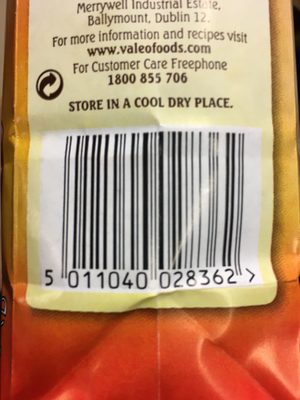 Merrywell Industrial Estate,
Ballymount, Dublin 12.
For more information and recipes visit
www.valeofoods.com
For Customer Care Freephone
1800 855 706
STORE IN A COOL DRY PLACE.
5 011040 028362 >